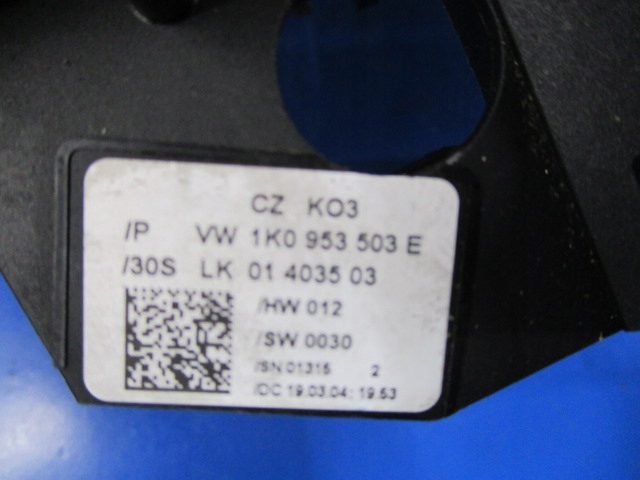 CZ KO3
/P VW 1K0 953 503 E
/30S LK 01 4035 03
/HW 012
/SW 0030
/SN 01315 2
/DC 19.03.04: 19.53